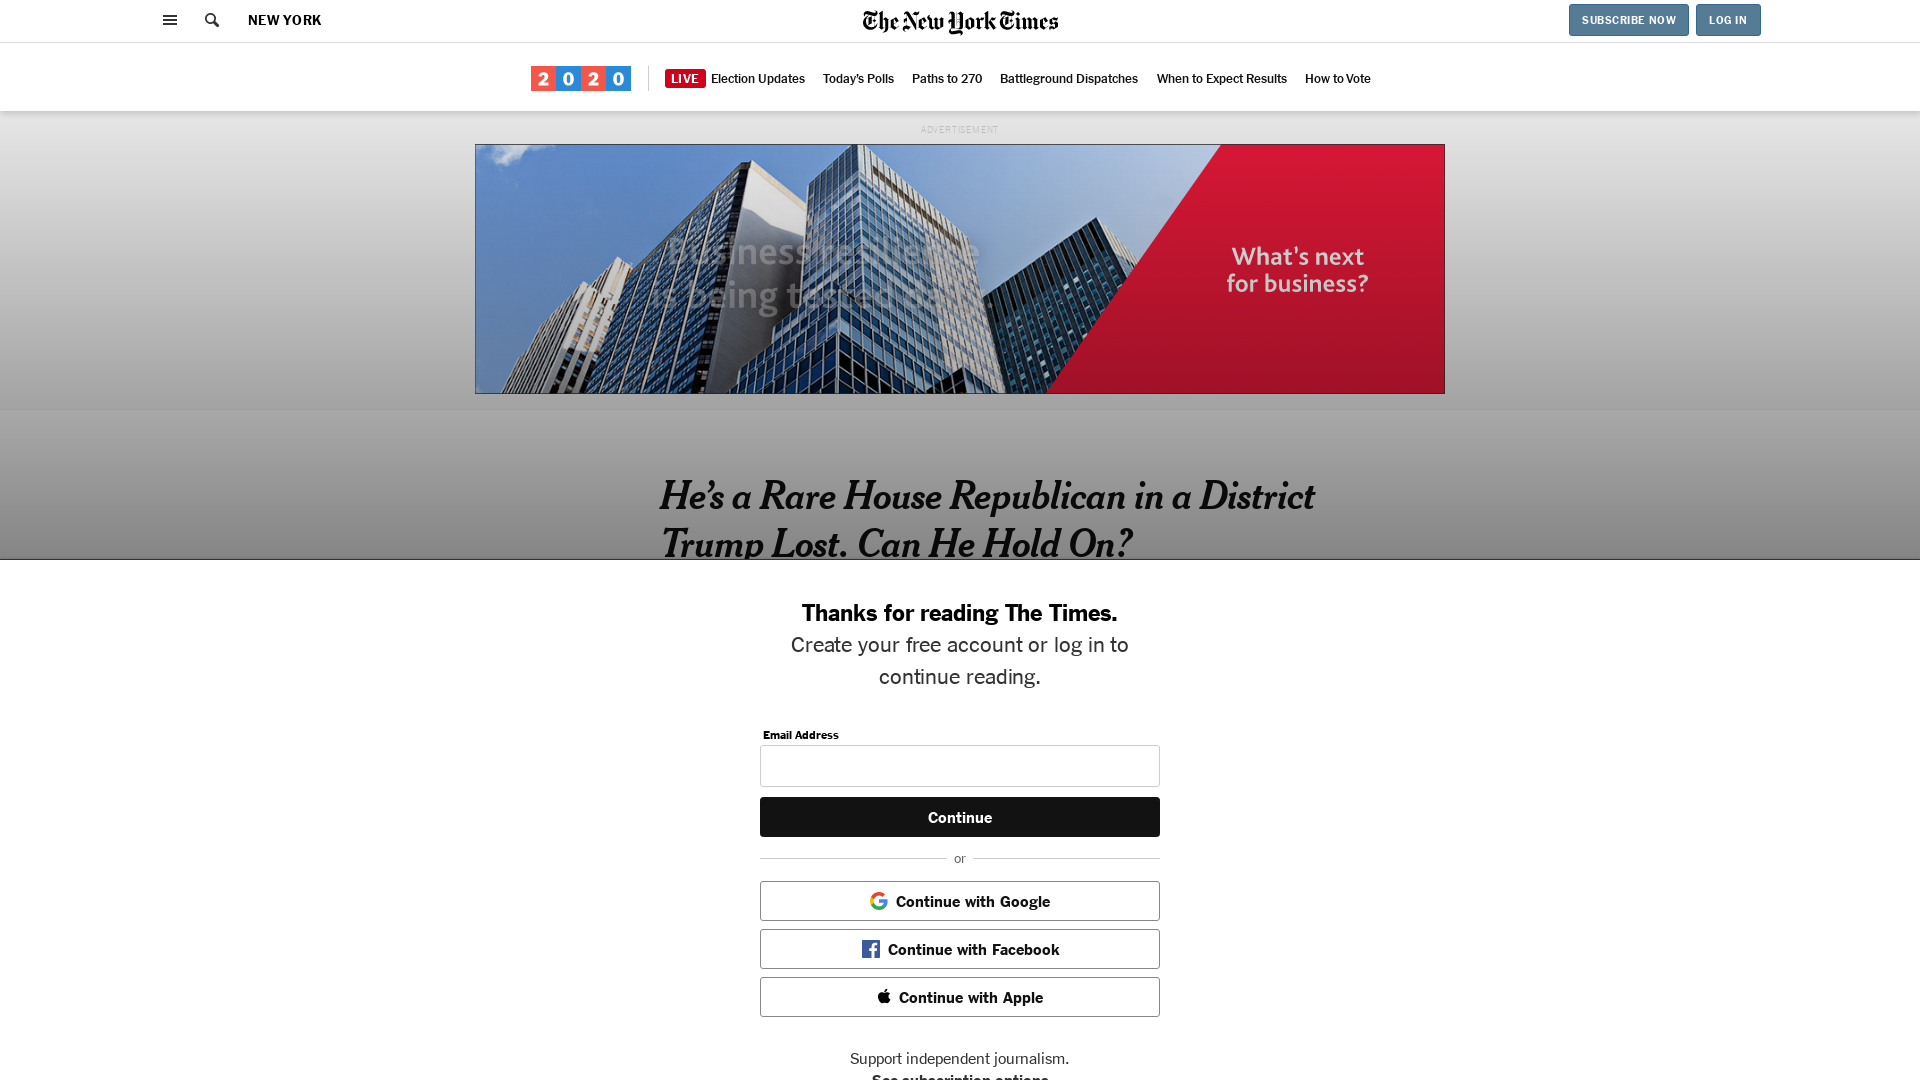 NEW YORK
The New York Times
SUBSCRIBE NOW
LOG IN
2020
LIVE Election Updates
Today's Polls
Paths to 270
Battleground Dispatches
When to Expect Results
How to Vote
ADVERTISEMENT
Business resilience
is being tested daily.
What's next
for business?
He's a Rare House Republican in a District
Trump Lost. Can He Hold On?
Thanks for reading The Times.
Create your free account or log in to
continue reading.
Email Address
Continue
or
Continue with Google
Continue with Facebook
Continue with Apple
Support independent journalism.
See subscription options